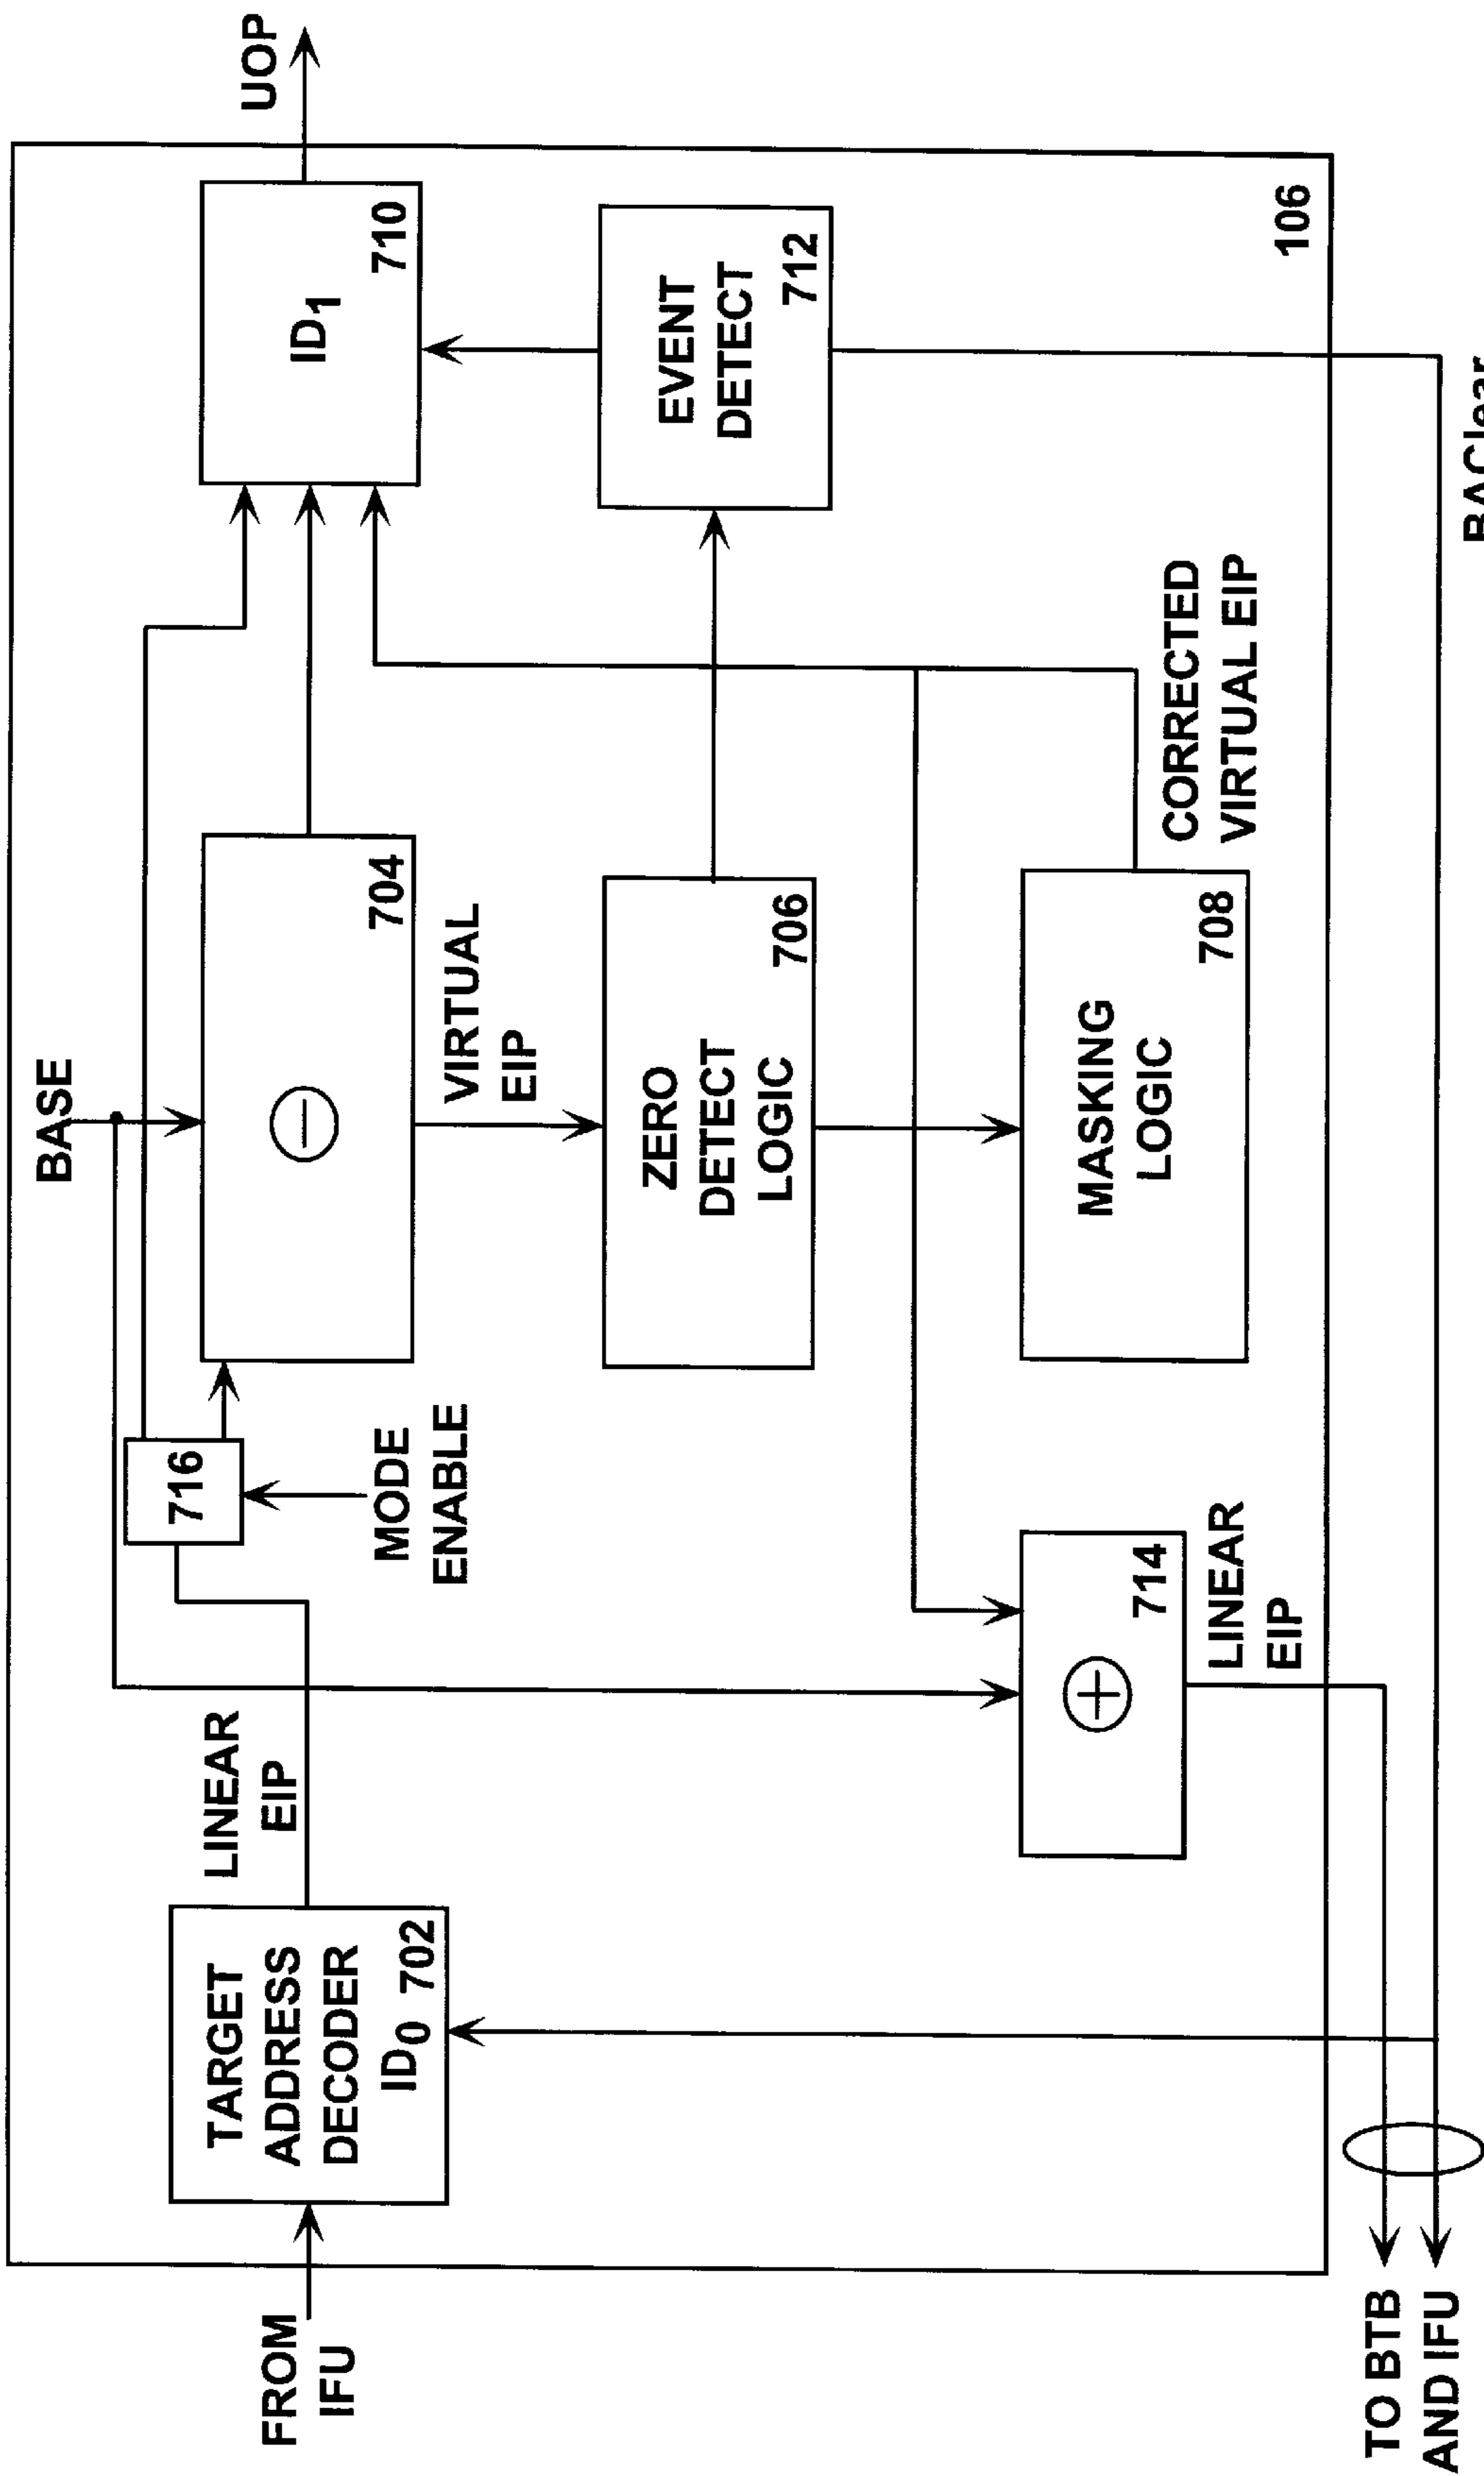 FROM
IFU
TARGET
ADDRESS
DECODER
ID0 702
LINEAR
EIP
716
MODE
ENABLE
BASE
704
VIRTUAL
EIP
ZERO
DETECT
LOGIC
706
MASKING
LOGIC
708
CORRECTED
VIRTUAL EIP
714
LINEAR
EIP
ID1
710
UOP
EVENT
DETECT
712
106
BAClear
TO BTB
AND IFU